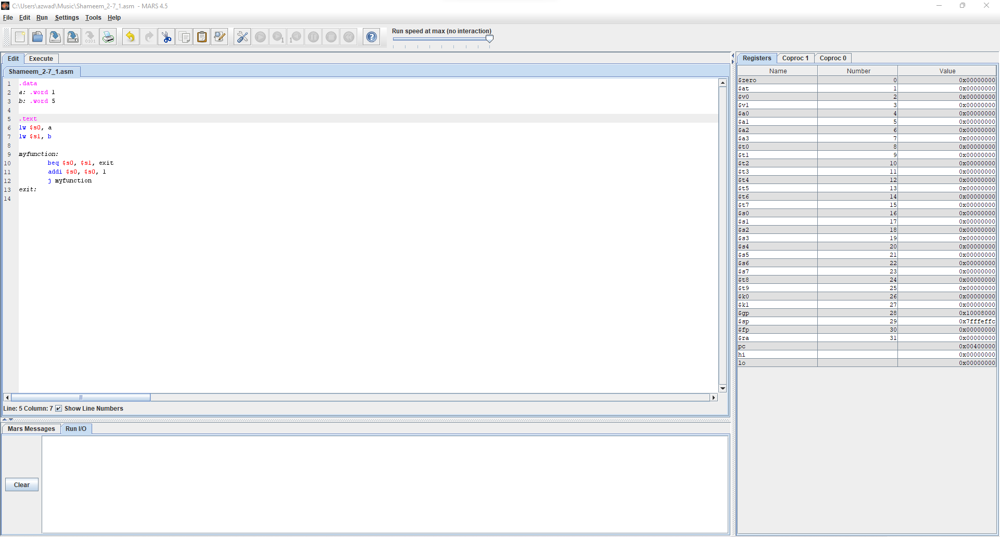 C:\Users\azwad\Music\Shameem_2-7_1.asm - MARS 4.5
File Edit Run Settings Tools Help
Run speed at max (no interaction)
Edit Execute
Shameem_2-7_1.asm
1 .data
2 a: .word 1
3 b: .word 5
4
5 .text
6 lw $s0, a
7 lw $s1, b
8
9 myfunction:
10 beq $s0, $s1, exit
11 addi $s0, $s0, 1
12 j myfunction
13 exit:
14
Line: 5 Column: 7 Show Line Numbers
Mars Messages Run I/O
Clear
Registers Coproc 1 Coproc 0
Name Number Value
$zero 0 0x00000000
$at 1 0x00000000
$v0 2 0x00000000
$v1 3 0x00000000
$a0 4 0x00000000
$a1 5 0x00000000
$a2 6 0x00000000
$a3 7 0x00000000
$t0 8 0x00000000
$t1 9 0x00000000
$t2 10 0x00000000
$t3 11 0x00000000
$t4 12 0x00000000
$t5 13 0x00000000
$t6 14 0x00000000
$t7 15 0x00000000
$s0 16 0x00000000
$s1 17 0x00000000
$s2 18 0x00000000
$s3 19 0x00000000
$s4 20 0x00000000
$s5 21 0x00000000
$s6 22 0x00000000
$s7 23 0x00000000
$t8 24 0x00000000
$t9 25 0x00000000
$k0 26 0x00000000
$k1 27 0x00000000
$gp 28 0x10008000
$sp 29 0x7fffeffc
$fp 30 0x00000000
$ra 31 0x00000000
pc 0x00400000
hi 0x00000000
lo 0x00000000